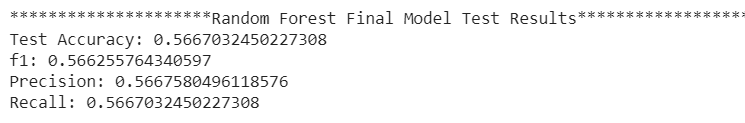 *********************Random Forest Final Model Test Results******************
Test Accuracy: 0.5667032450227308
f1: 0.566255764340597
Precision: 0.5667580496118576
Recall: 0.5667032450227308